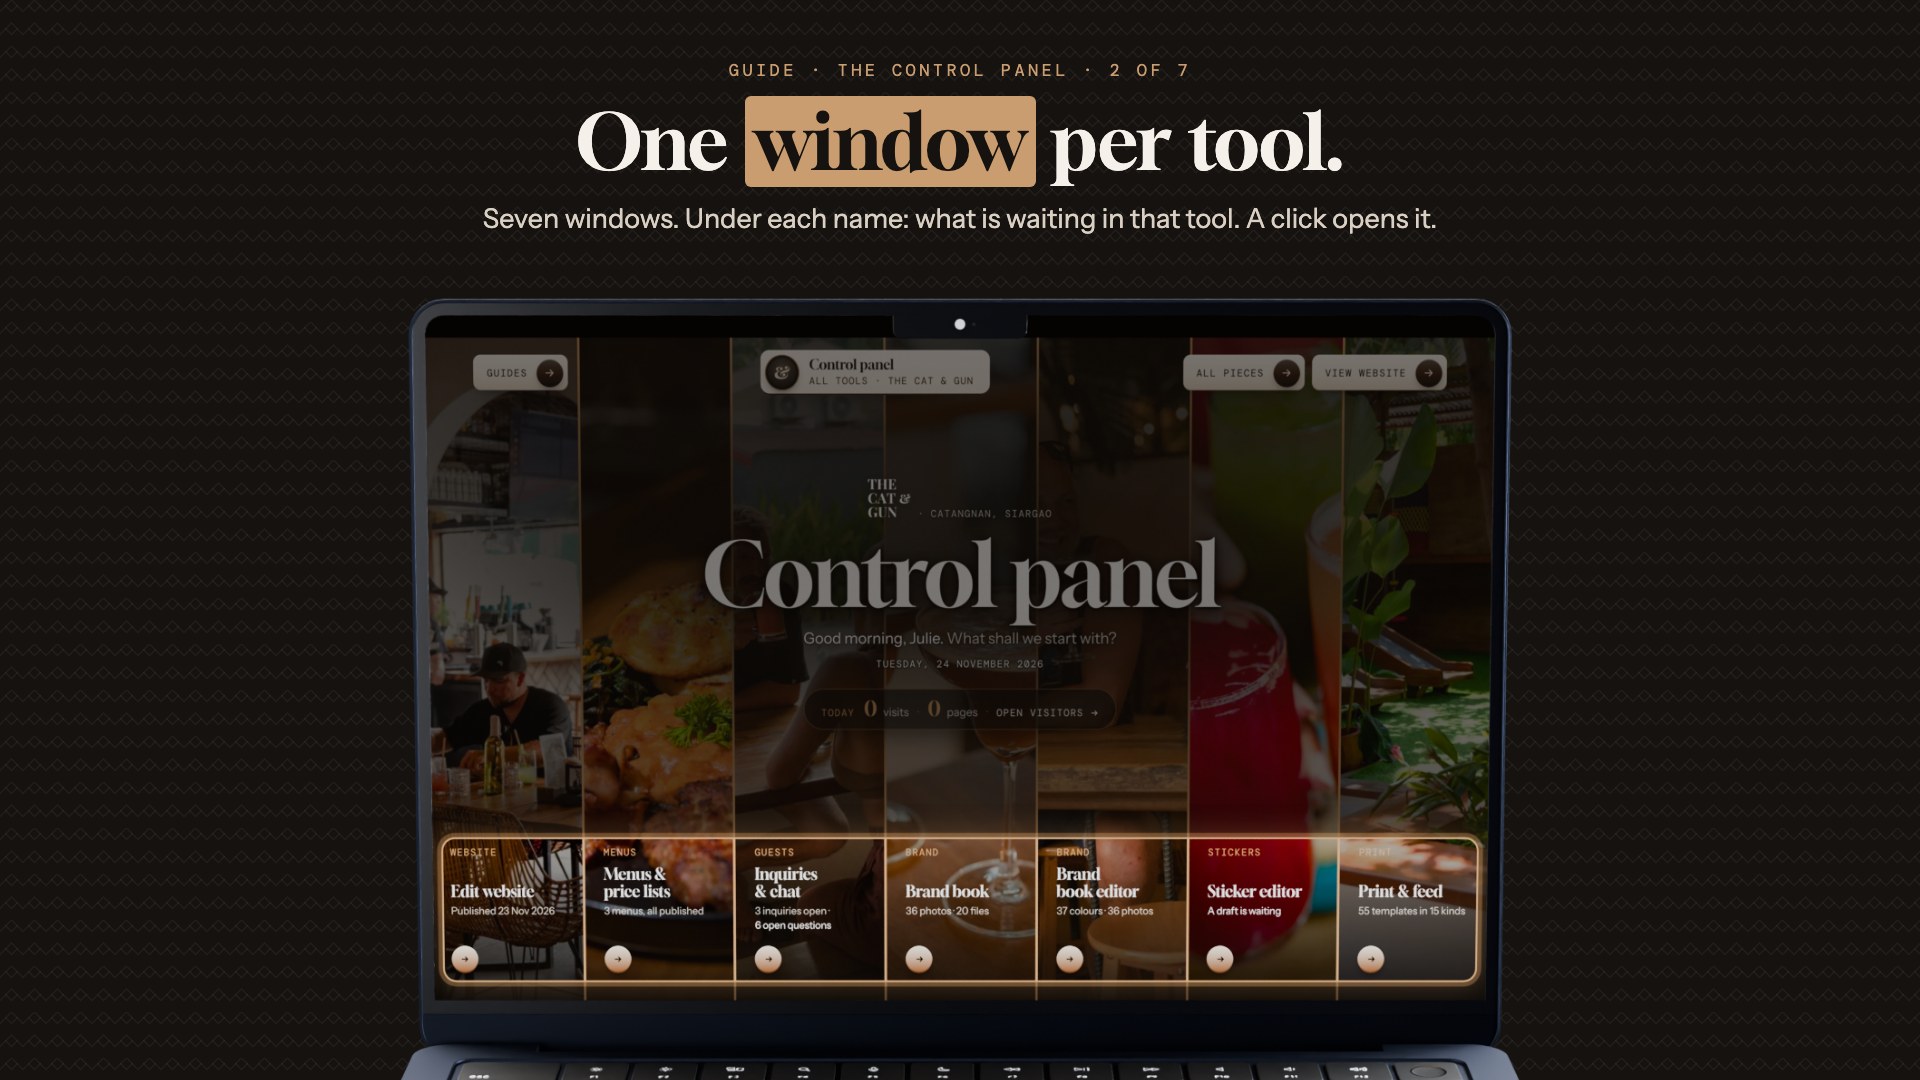 GUIDE · THE CONTROL PANEL · 2 OF 7
One window per tool.
Seven windows. Under each name: what is waiting in that tool. A click opens it.
GUIDES
&
Control panel
ALL TOOLS · THE CAT & GUN
ALL PIECES
VIEW WEBSITE
THE
CAT &
GUN
· CATANGNAN, SIARGAO
Control panel
Good morning, Julie. What shall we start with?
TUESDAY, 24 NOVEMBER 2026
TODAY 0 visits · 0 pages · OPEN VISITORS →
WEBSITE
Edit website
Published 23 Nov 2026
MENUS
Menus &
price lists
3 menus, all published
GUESTS
Inquiries
& chat
3 inquiries open ·
6 open questions
BRAND
Brand book
36 photos · 20 files
BRAND
Brand
book editor
37 colours · 36 photos
STICKERS
Sticker editor
A draft is waiting
PRINT
Print & feed
55 templates in 15 kinds